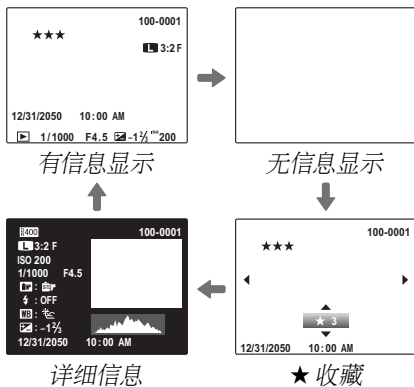 100-0001
★★★
L 3:2 F
12/31/2050 10:00 AM
1/1000 F4.5 -1⅔ ISO 200
有信息显示
无信息显示
R400
100-0001
L 3:2 F
ISO 200
1/1000 F4.5
: OFF
WB :
: -1⅔
12/31/2050 10:00 AM
详细信息
100-0001
★★★
★ 3
12/31/2050 10:00 AM
★ 收藏